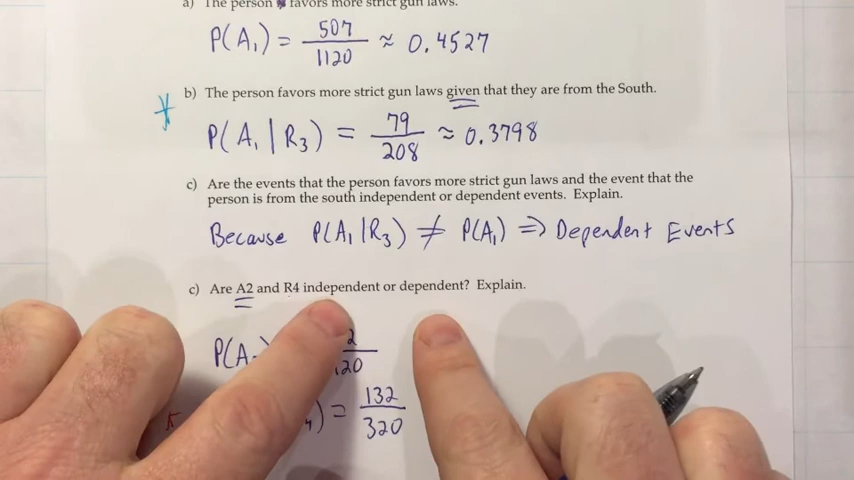 a) The person favors more strict gun laws.
P(A₁) = 507/1120 ≈ 0.4527
b) The person favors more strict gun laws given that they are from the South.
P(A₁ | R₃) = 79/208 ≈ 0.3798
c) Are the events that the person favors more strict gun laws and the event that the
person is from the south independent or dependent events. Explain.
Because P(A₁ | R₃) ≠ P(A₁) ⇒ Dependent Events
c) Are A2 and R4 independent or dependent? Explain.
P(A
) = 132/320